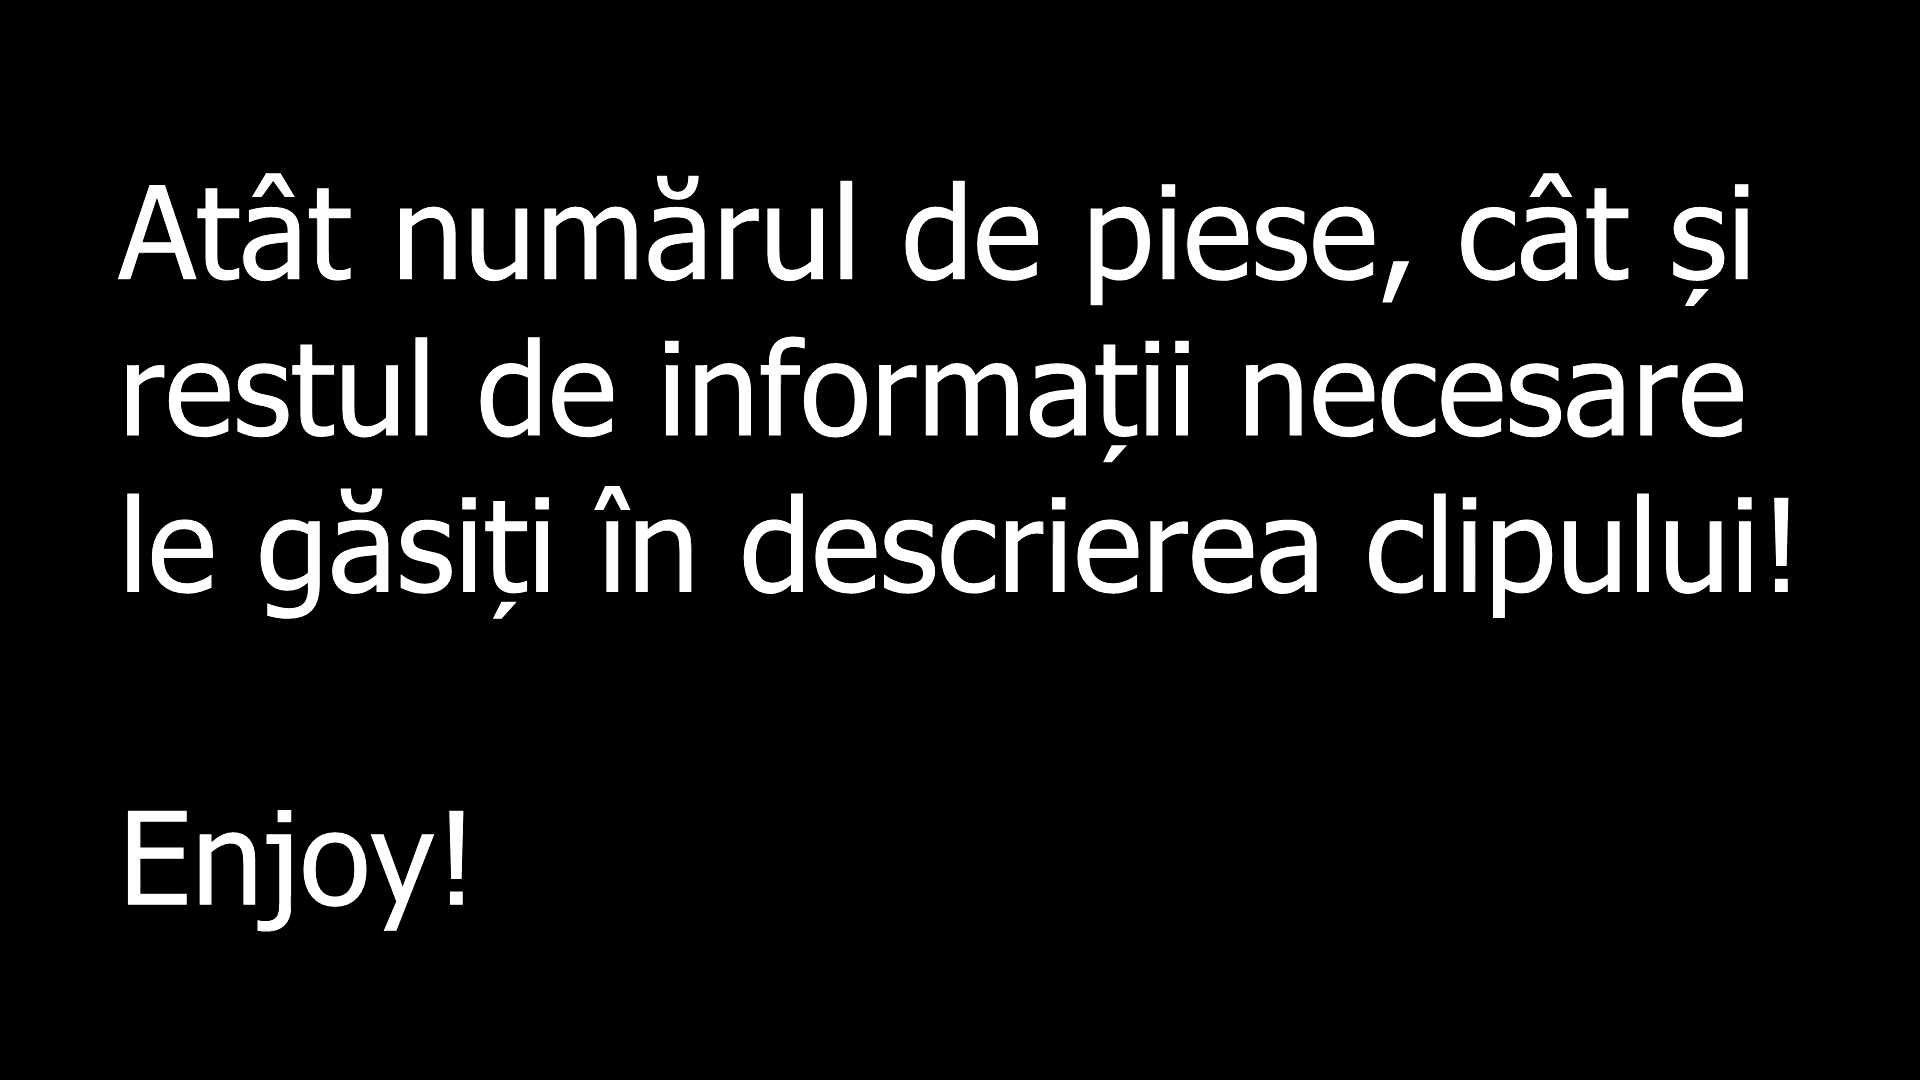 Atât numărul de piese, cât și
restul de informații necesare
le găsiți în descrierea clipului!
Enjoy!